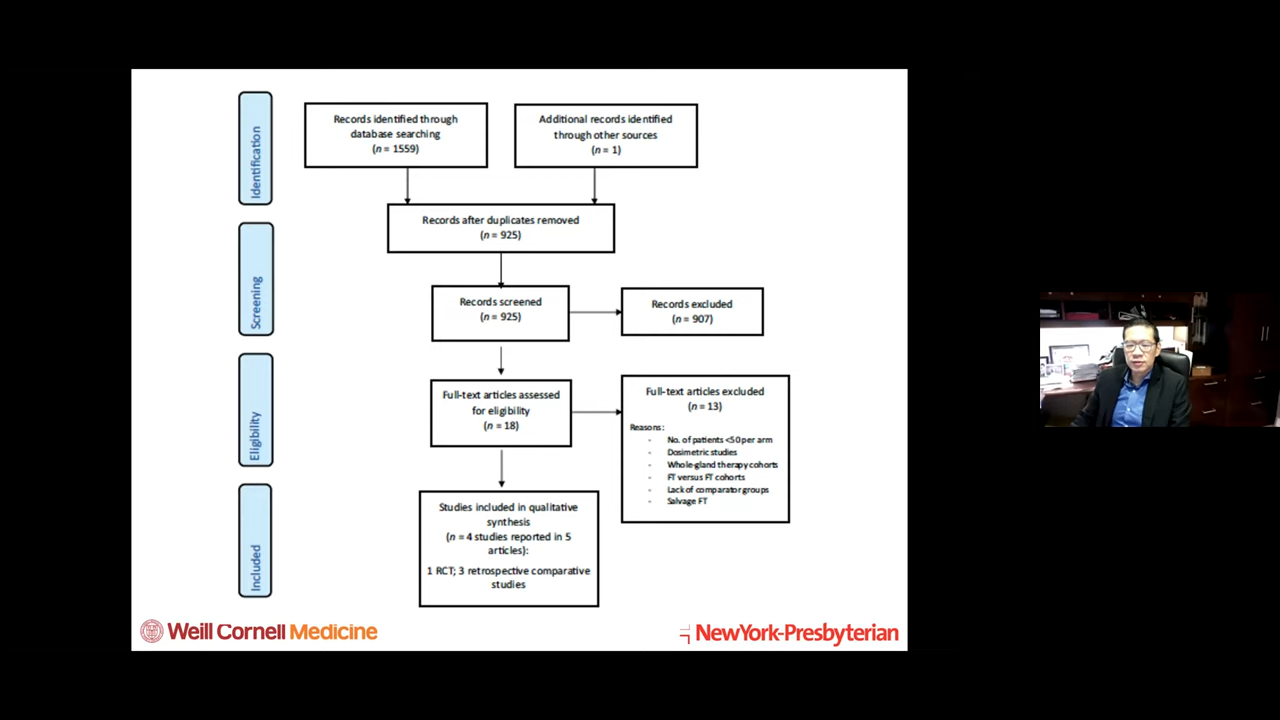 Identification
Records identified through
database searching
(n = 1559)
Additional records identified
through other sources
(n = 1)
Records after duplicates removed
(n = 925)
Screening
Records screened
(n = 925)
Records excluded
(n = 907)
Eligibility
Full-text articles assessed
for eligibility
(n = 18)
Full-text articles excluded
(n = 13)
Reasons:
- No. of patients <50 per arm
- Dosimetric studies
- Whole-gland therapy cohorts
- FT versus FT cohorts
- Lack of comparator groups
- Salvage FT
Included
Studies included in qualitative
synthesis
(n = 4 studies reported in 5
articles):
1 RCT; 3 retrospective comparative
studies
Weill Cornell Medicine
NewYork-Presbyterian